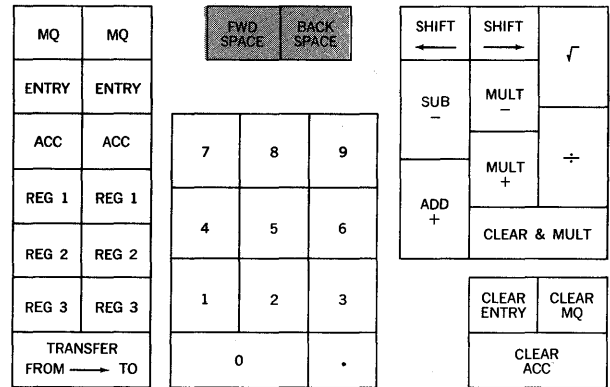 MQ MQ
ENTRY ENTRY
ACC ACC
REG 1 REG 1
REG 2 REG 2
REG 3 REG 3
TRANSFER
FROM → TO
FWD SPACE
BACK SPACE
7 8 9
4 5 6
1 2 3
0 .
SHIFT ←
SHIFT →
√
SUB −
MULT −
÷
MULT +
ADD +
CLEAR & MULT
CLEAR ENTRY
CLEAR MQ
CLEAR ACC